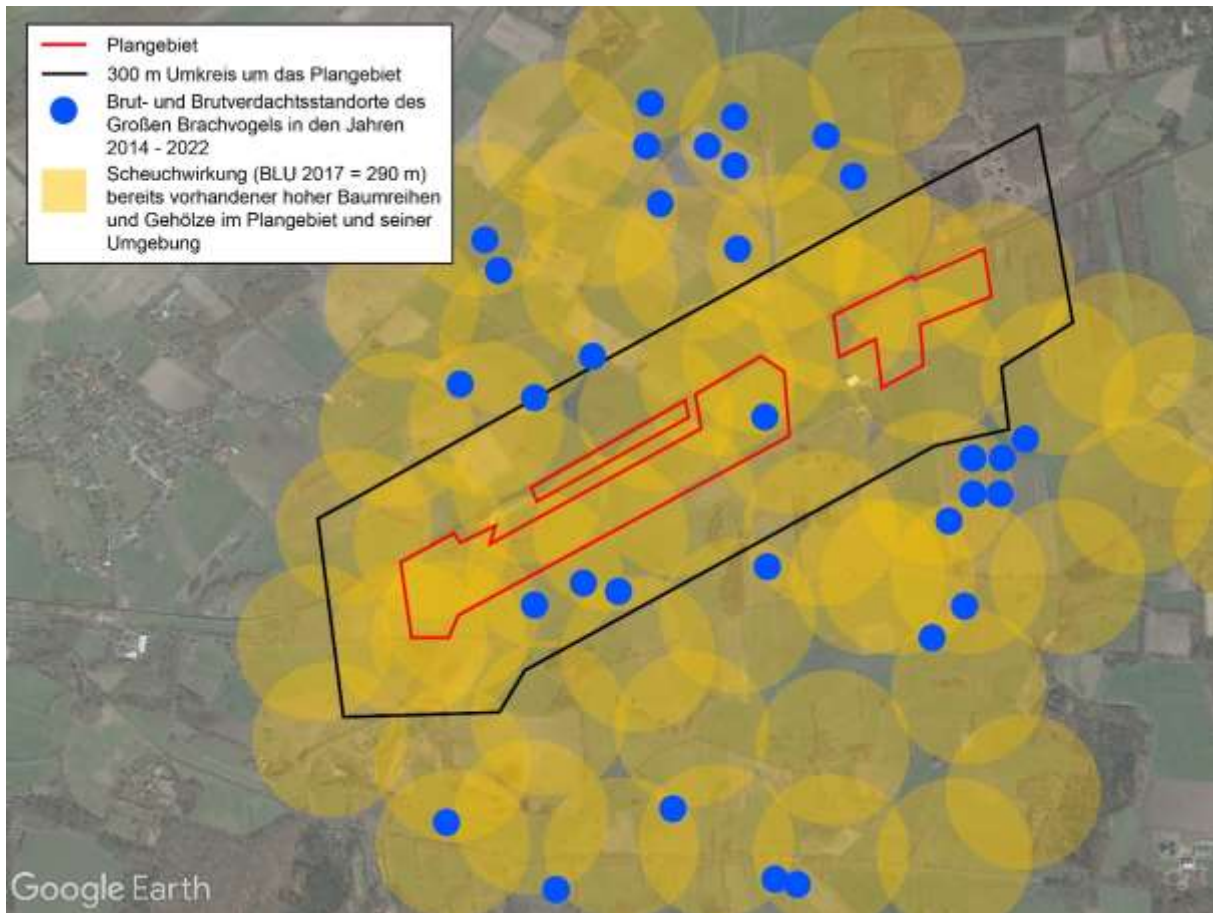 Plangebiet
300 m Umkreis um das Plangebiet
Brut- und Brutverdachtsstandorte des
Großen Brachvogels in den Jahren
2014 - 2022
Scheuchwirkung (BLU 2017 = 290 m)
bereits vorhandener hoher Baumreihen
und Gehölze im Plangebiet und seiner
Umgebung
Google Earth